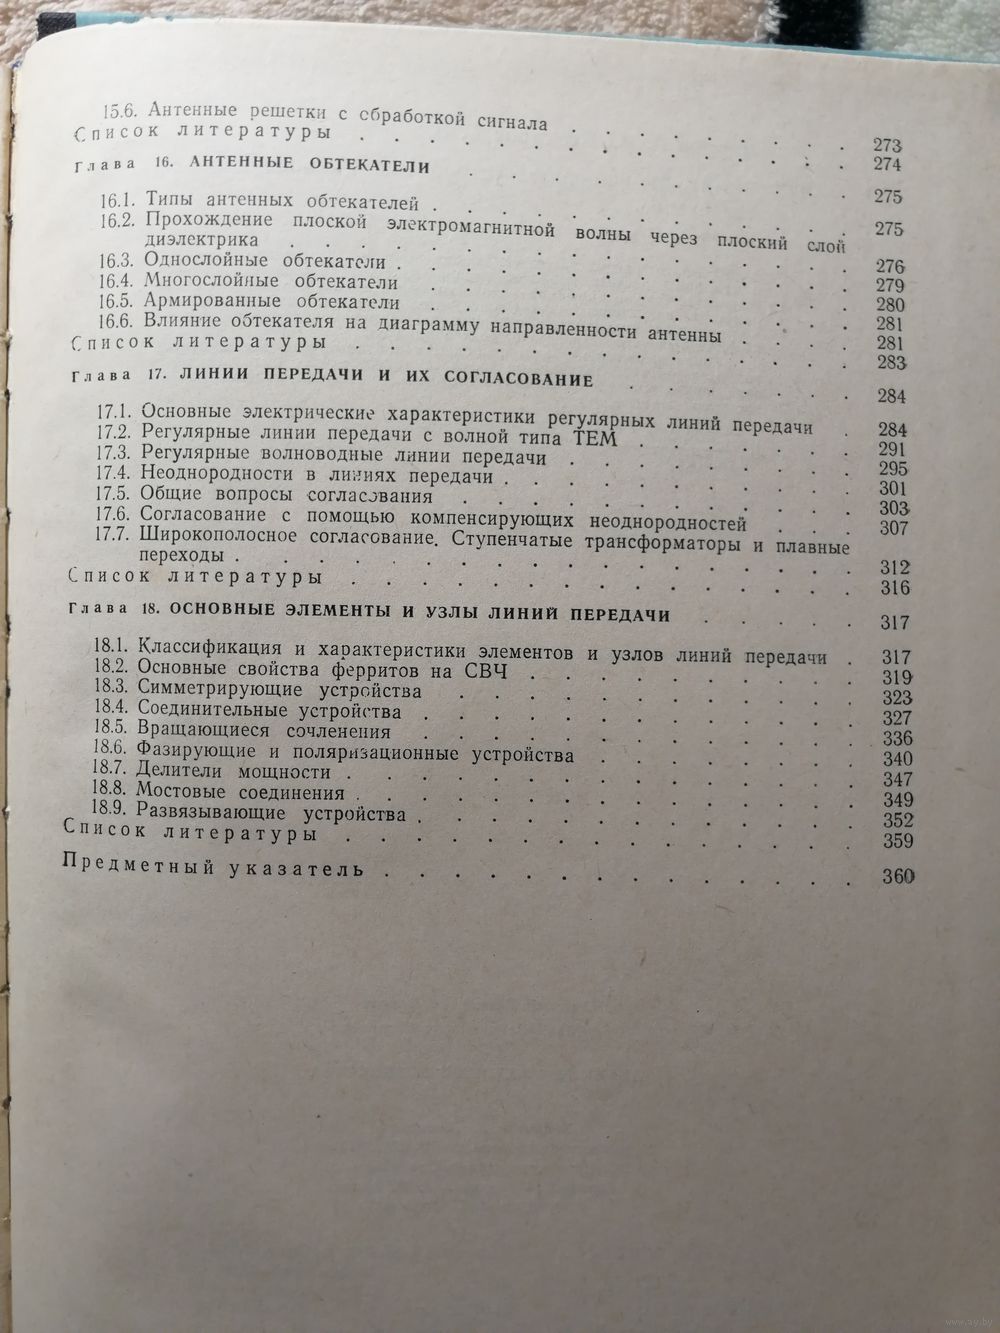 15.6. Антенные решетки с обработкой сигнала . . . . . . . . 273
Список литературы . . . . . . . . . . . . 274
Глава 16. АНТЕННЫЕ ОБТЕКАТЕЛИ . . . . . . . . . 275
16.1. Типы антенных обтекателей . . . . . . . . . . 275
16.2. Прохождение плоской электромагнитной волны через плоский слой
диэлектрика . . . . . . . . . . . . . . 276
16.3. Однослойные обтекатели . . . . . . . . . . . 279
16.4. Многослойные обтекатели . . . . . . . . . . . 280
16.5. Армированные обтекатели . . . . . . . . . . . 281
16.6. Влияние обтекателя на диаграмму направленности антенны . . . 281
Список литературы . . . . . . . . . . . . 283
Глава 17. ЛИНИИ ПЕРЕДАЧИ И ИХ СОГЛАСОВАНИЕ . . . . . . 284
17.1. Основные электрические характеристики регулярных линий передачи . 284
17.2. Регулярные линии передачи с волной типа ТЕМ . . . . . . 291
17.3. Регулярные волноводные линии передачи . . . . . . . . 295
17.4. Неоднородности в линиях передачи . . . . . . . . . 301
17.5. Общие вопросы согласования . . . . . . . . . . 303
17.6. Согласование с помощью компенсирующих неоднородностей . . . 307
17.7. Широкополосное согласование. Ступенчатые трансформаторы и плавные
переходы . . . . . . . . . . . . . . . 312
Список литературы . . . . . . . . . . . . 316
Глава 18. ОСНОВНЫЕ ЭЛЕМЕНТЫ И УЗЛЫ ЛИНИЙ ПЕРЕДАЧИ . . . . . 317
18.1. Классификация и характеристики элементов и узлов линий передачи . 317
18.2. Основные свойства ферритов на СВЧ . . . . . . . . . 319
18.3. Симметрирующие устройства . . . . . . . . . . 323
18.4. Соединительные устройства . . . . . . . . . . . 327
18.5. Вращающиеся сочленения . . . . . . . . . . . 336
18.6. Фазирующие и поляризационные устройства . . . . . . . 340
18.7. Делители мощности . . . . . . . . . . . . 347
18.8. Мостовые соединения . . . . . . . . . . . . 349
18.9. Развязывающие устройства . . . . . . . . . . . 352
Список литературы . . . . . . . . . . . . 359
Предметный указатель . . . . . . . . . . . . 360
www.ay.by